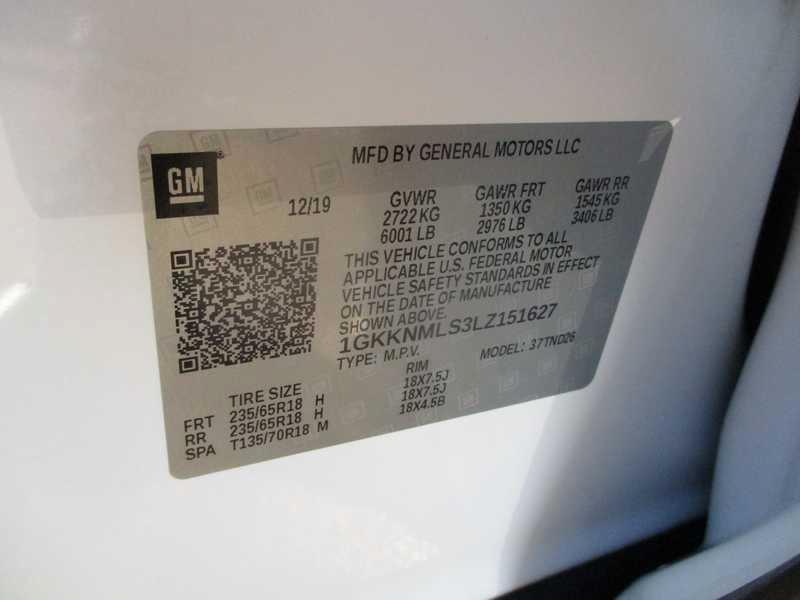 GM
MFD BY GENERAL MOTORS LLC
12/19
GVWR
2722 KG
6001 LB
GAWR FRT
1350 KG
2976 LB
GAWR RR
1545 KG
3406 LB
THIS VEHICLE CONFORMS TO ALL
APPLICABLE U.S. FEDERAL MOTOR
VEHICLE SAFETY STANDARDS IN EFFECT
ON THE DATE OF MANUFACTURE
SHOWN ABOVE.
1GKKNMLS3LZ151627
TYPE: M.P.V. MODEL: 37TND26
TIRE SIZE RIM
FRT 235/65R18 H 18X7.5J
RR 235/65R18 H 18X7.5J
SPA T135/70R18 M 18X4.5B